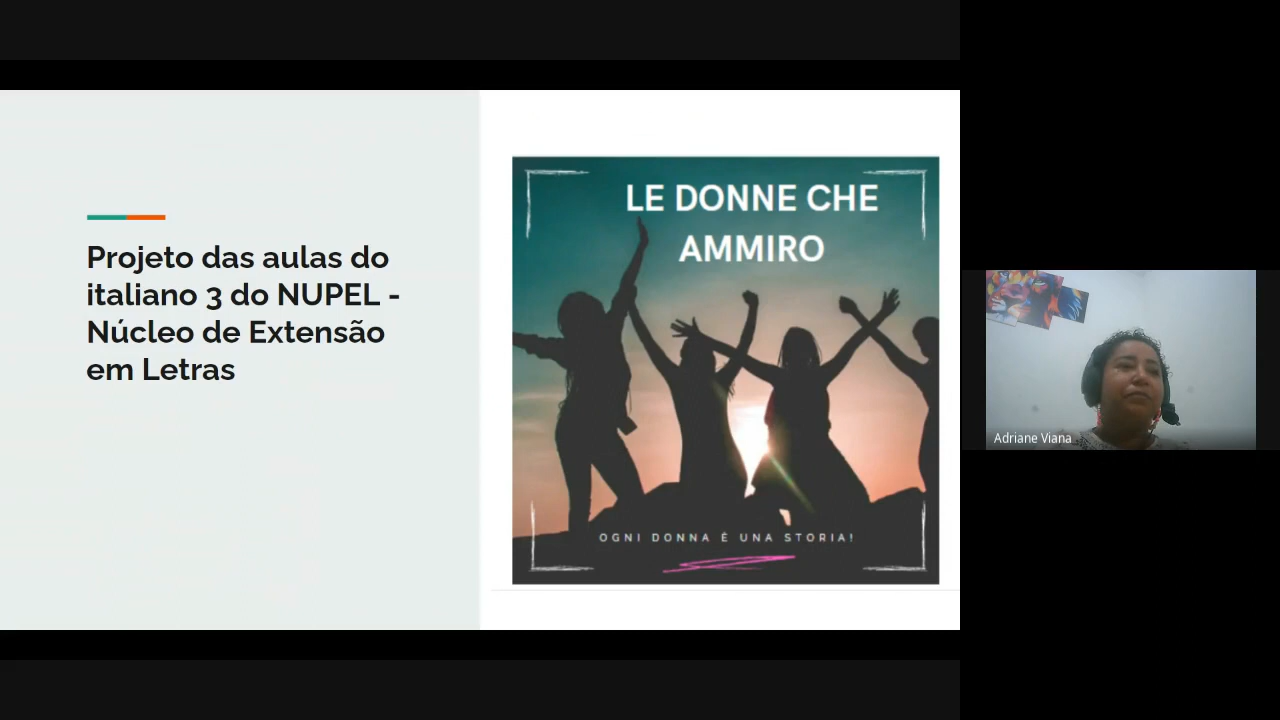 Projeto das aulas do
italiano 3 do NUPEL -
Núcleo de Extensão
em Letras
LE DONNE CHE
AMMIRO
OGNI DONNA É UNA STORIA!
Adriane Viana